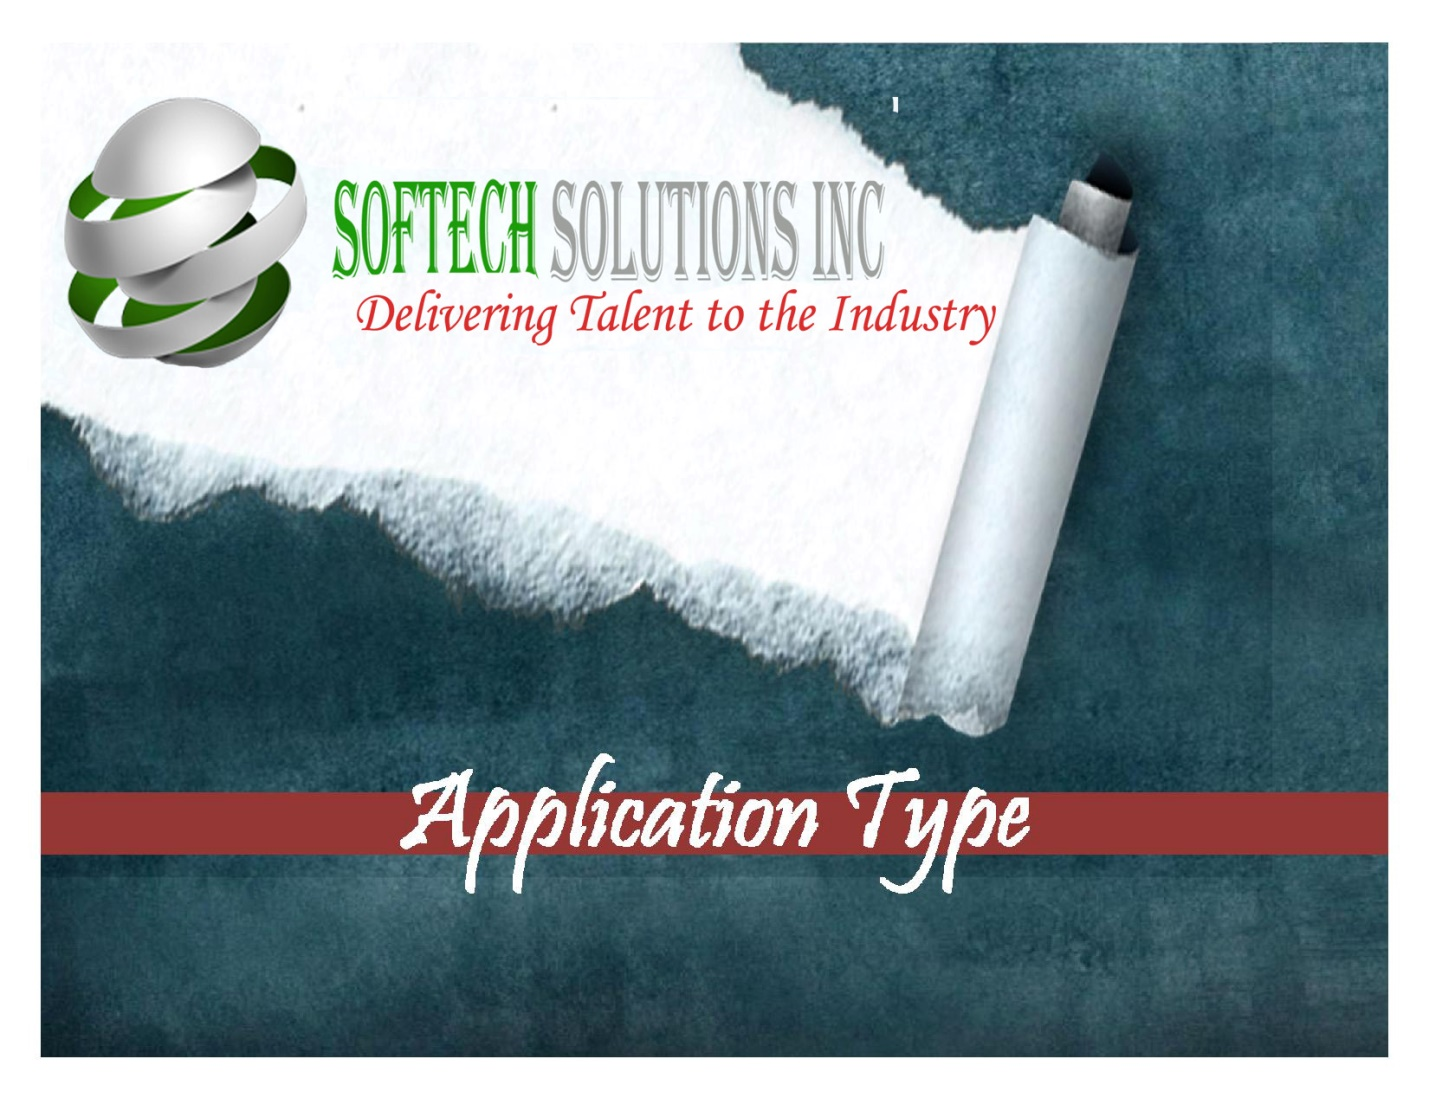 SOFTECH SOLUTIONS INC
Delivering Talent to the Industry
Application Type